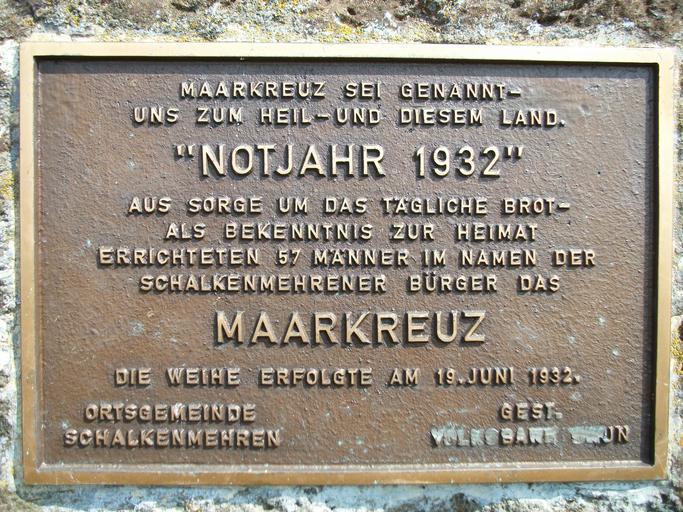 MAARKREUZ SEI GENANNT-
UNS ZUM HEIL-UND DIESEM LAND.
"NOTJAHR 1932"
AUS SORGE UM DAS TÄGLICHE BROT-
ALS BEKENNTNIS ZUR HEIMAT
ERRICHTETEN 57 MÄNNER IM NAMEN DER
SCHALKENMEHRENER BÜRGER DAS
MAARKREUZ
DIE WEIHE ERFOLGTE AM 19.JUNI 1932.
ORTSGEMEINDE
SCHALKENMEHREN
GEST.
VOLKSBANK